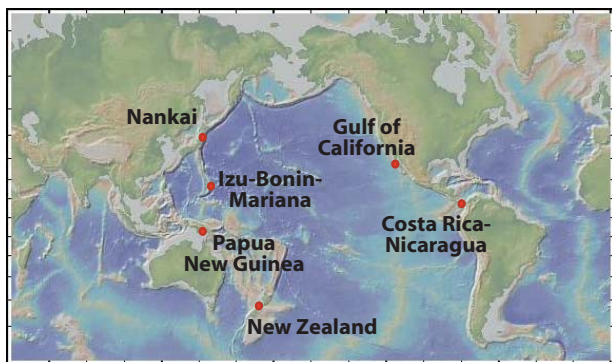 Nankai
Gulf of
California
Izu-Bonin-
Mariana
Costa Rica-
Nicaragua
Papua
New Guinea
New Zealand